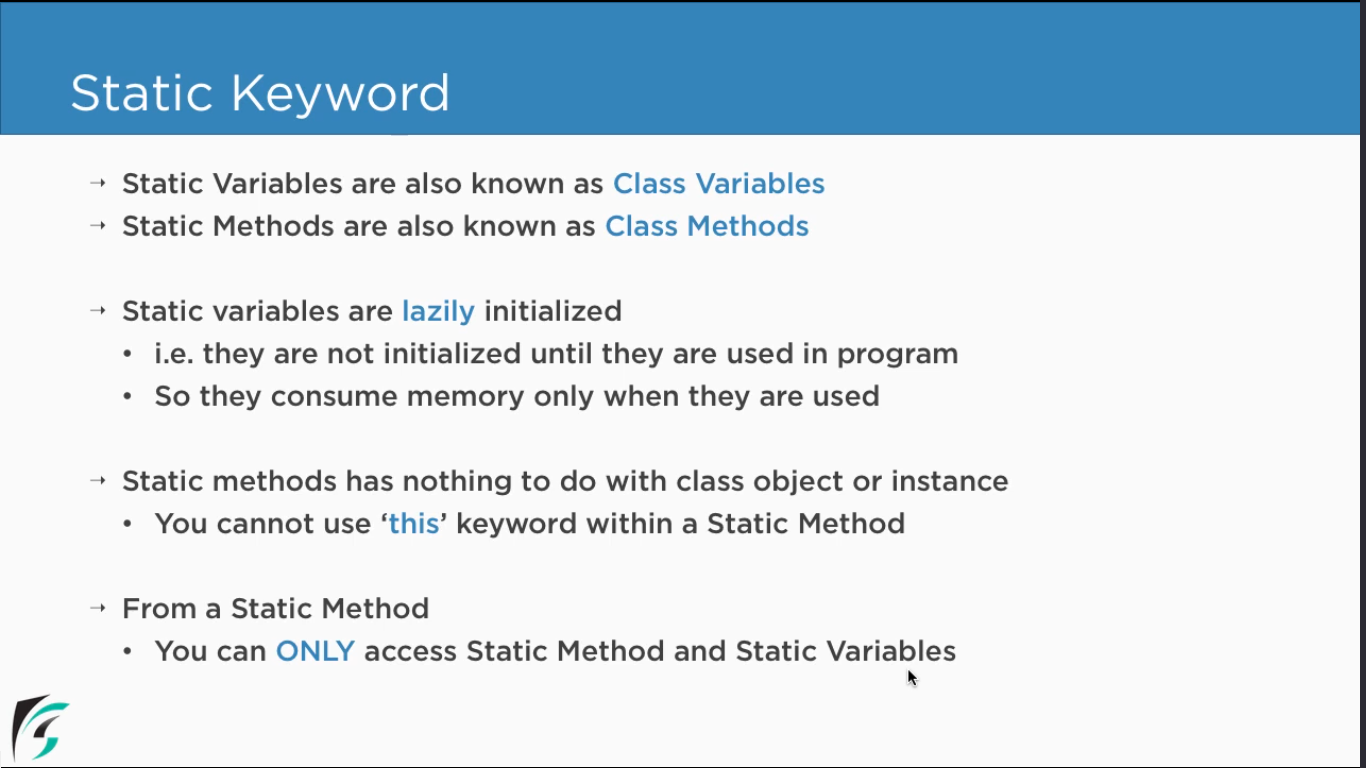 Static Keyword
→ Static Variables are also known as Class Variables
→ Static Methods are also known as Class Methods
→ Static variables are lazily initialized
• i.e. they are not initialized until they are used in program
• So they consume memory only when they are used
→ Static methods has nothing to do with class object or instance
• You cannot use ‘this’ keyword within a Static Method
→ From a Static Method
• You can ONLY access Static Method and Static Variables